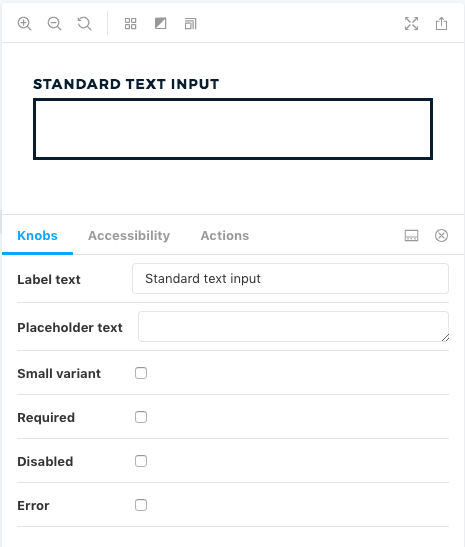 STANDARD TEXT INPUT
Knobs Accessibility Actions
Label text Standard text input
Placeholder text
Small variant
Required
Disabled
Error